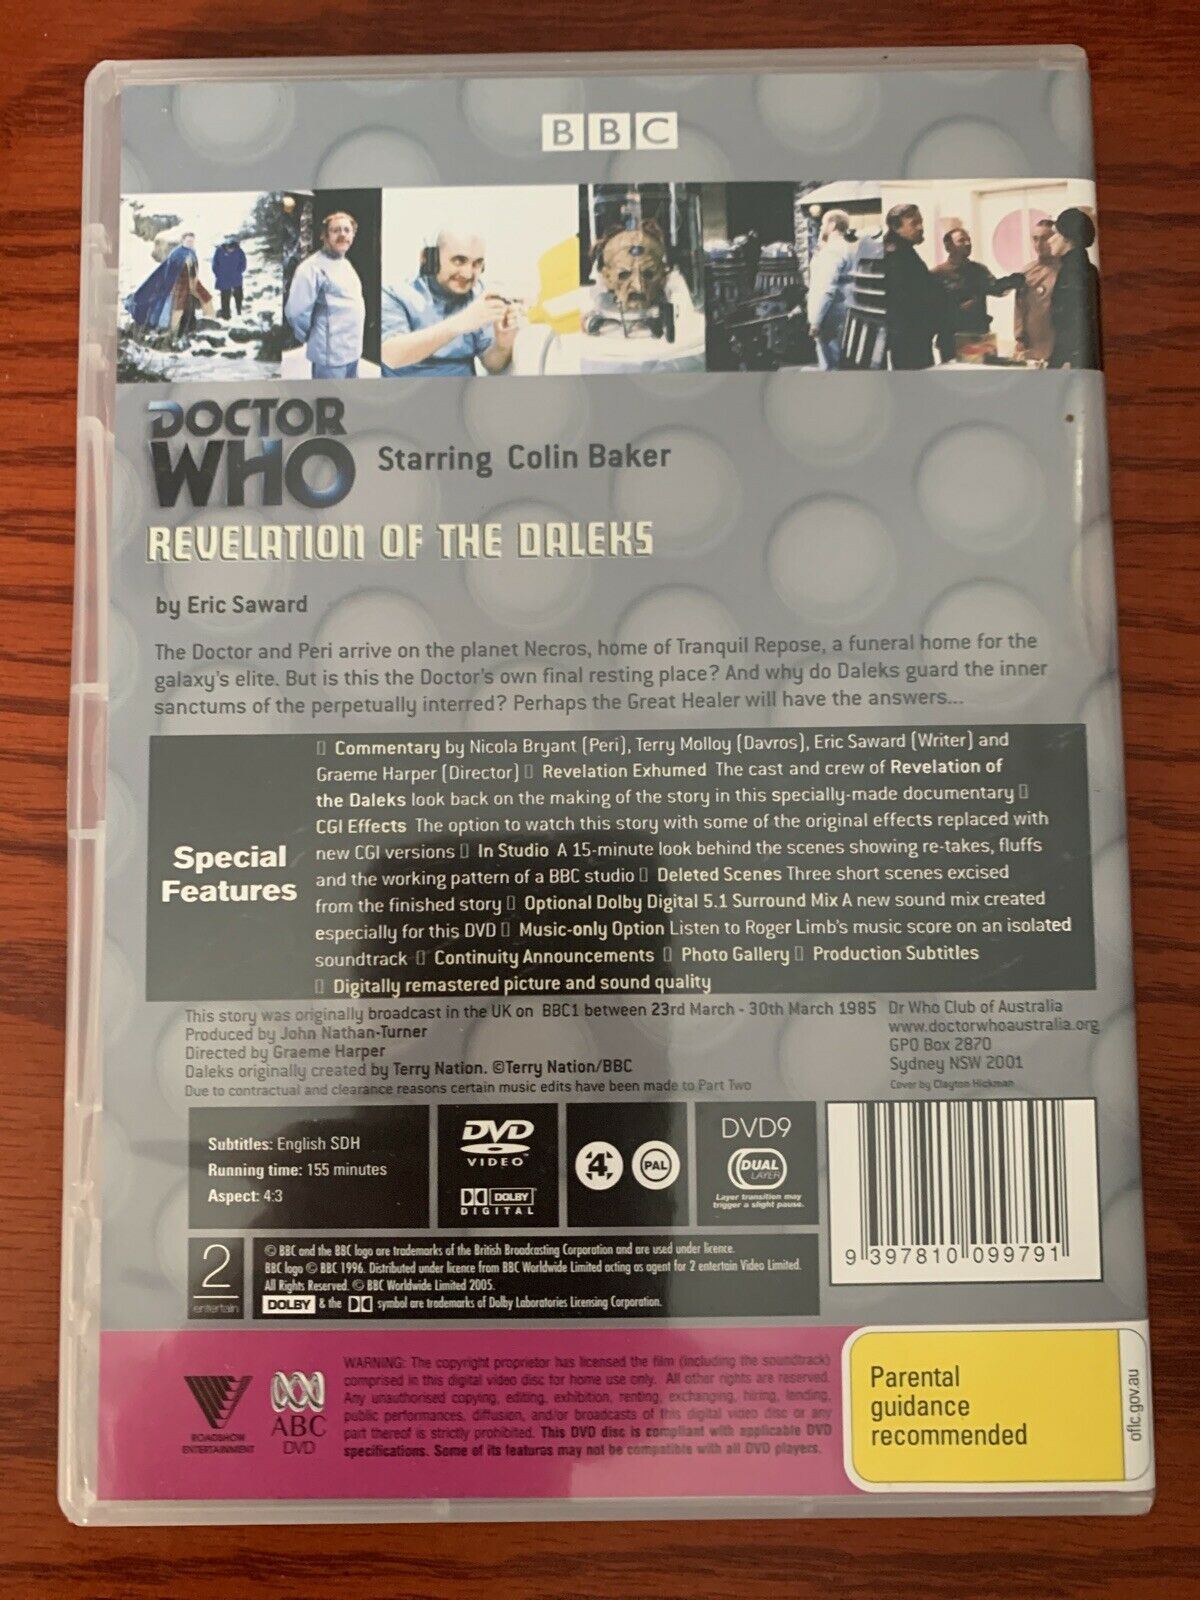 BBC
DOCTOR
WHO
Starring Colin Baker
REVELATION OF THE DALEKS
by Eric Saward
The Doctor and Peri arrive on the planet Necros, home of Tranquil Repose, a funeral home for the
galaxy's elite. But is this the Doctor's own final resting place? And why do Daleks guard the inner
sanctums of the perpetually interred? Perhaps the Great Healer will have the answers...
Special
Features
▯ Commentary by Nicola Bryant (Peri), Terry Molloy (Davros), Eric Saward (Writer) and
Graeme Harper (Director) ▯ Revelation Exhumed The cast and crew of Revelation of
the Daleks look back on the making of the story in this specially-made documentary ▯
CGI Effects The option to watch this story with some of the original effects replaced with
new CGI versions ▯ In Studio A 15-minute look behind the scenes showing re-takes, fluffs
and the working pattern of a BBC studio ▯ Deleted Scenes Three short scenes excised
from the finished story ▯ Optional Dolby Digital 5.1 Surround Mix A new sound mix created
especially for this DVD ▯ Music-only Option Listen to Roger Limb's music score on an isolated
soundtrack ▯ Continuity Announcements ▯ Photo Gallery ▯ Production Subtitles
▯ Digitally remastered picture and sound quality
This story was originally broadcast in the UK on BBC1 between 23rd March - 30th March 1985
Produced by John Nathan-Turner
Directed by Graeme Harper
Daleks originally created by Terry Nation. ©Terry Nation/BBC
Due to contractual and clearance reasons certain music edits have been made to Part Two
Dr Who Club of Australia
www.doctorwhoaustralia.org
GPO Box 2870
Sydney NSW 2001
Cover by Clayton Hickman
Subtitles: English SDH
Running time: 155 minutes
Aspect: 4:3
DVD
VIDEO™
DOLBY
DIGITAL
4
PAL
DVD9
DUAL
LAYER
Layer transition may
trigger a slight pause.
9 397810 099791
2
entertain
© BBC and the BBC logo are trademarks of the British Broadcasting Corporation and are used under licence.
BBC logo © BBC 1996. Distributed under licence from BBC Worldwide Limited acting as agent for 2 entertain Video Limited.
All Rights Reserved. © BBC Worldwide Limited 2005.
DOLBY & the symbol are trademarks of Dolby Laboratories Licensing Corporation.
ROADSHOW
ENTERTAINMENT
ABC
DVD
WARNING: The copyright proprietor has licensed the film (including the soundtrack)
comprised in this digital video disc for home use only. All other rights are reserved.
Any unauthorised copying, editing, exhibition, renting, exchanging, hiring, lending,
public performances, diffusion, and/or broadcasts of this digital video disc or any
part thereof is strictly prohibited. This DVD disc is compliant with applicable DVD
specifications. Some of its features may not be compatible with all DVD players.
Parental
guidance
recommended
oflc.gov.au